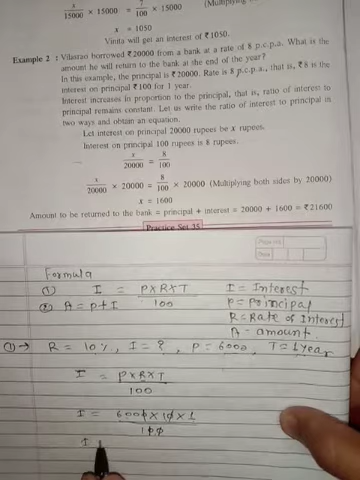 x/15000 × 15000 = 7/100 × 15000 (Multiplying
x = 1050
Vimta will get an interest of ₹1050.
Example 2 : Vilasrao borrowed ₹20000 from a bank at a rate of 8 p.c.p.a. What is the
amount he will return to the bank at the end of the year?
In this example, the principal is ₹20000. Rate is 8 p.c.p.a., that is, ₹8 is the
interest on principal ₹100 for 1 year.
Interest increases in proportion to the principal, that is, ratio of interest to
principal remains constant. Let us write the ratio of interest to principal in
two ways and obtain an equation.
Let interest on principal 20000 rupees be x rupees.
Interest on principal 100 rupees is 8 rupees.
x/20000 = 8/100
x/20000 × 20000 = 8/100 × 20000 (Multiplying both sides by 20000)
x = 1600
Amount to be returned to the bank = principal + interest = 20000 + 1600 = ₹21600
Practice Set 35
Page No.
Date
Formula
(1) I = P×R×T/100 I = Interest
(2) A = P+I P = Principal
R = Rate of Interest
A = amount.
(1) → R = 10%, I = ?, P = 6000, T = 1 year
I = P×R×T/100
I = 6000×10×1/100
I